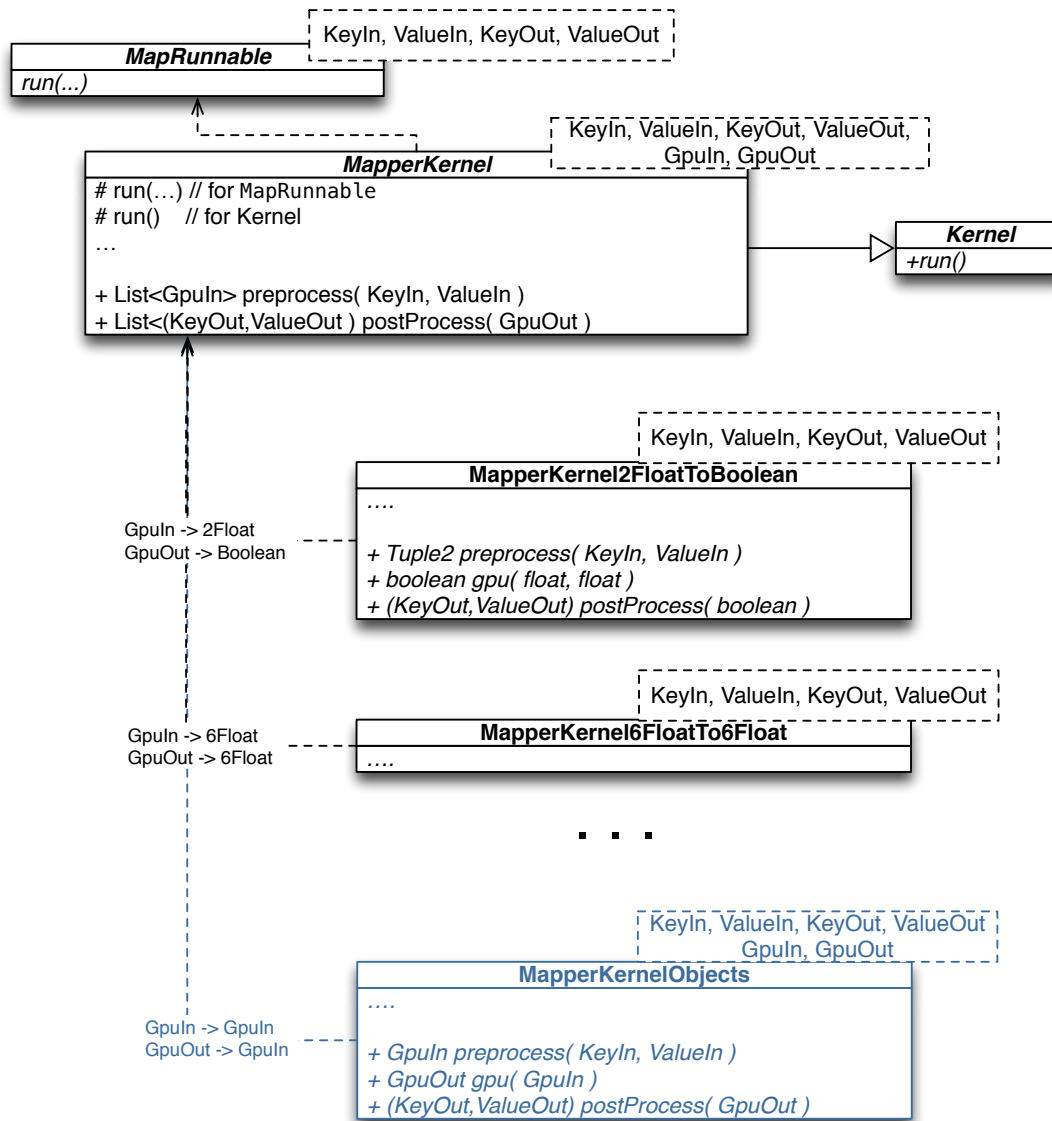 KeyIn, ValueIn, KeyOut, ValueOut
MapRunnable
run(...)
KeyIn, ValueIn, KeyOut, ValueOut,
GpuIn, GpuOut
MapperKernel
# run(…) // for MapRunnable
# run() // for Kernel
…
+ List<GpuIn> preprocess( KeyIn, ValueIn )
+ List<(KeyOut,ValueOut ) postProcess( GpuOut )
Kernel
+run()
KeyIn, ValueIn, KeyOut, ValueOut
MapperKernel2FloatToBoolean
….
+ Tuple2 preprocess( KeyIn, ValueIn )
+ boolean gpu( float, float )
+ (KeyOut,ValueOut) postProcess( boolean )
GpuIn -> 2Float
GpuOut -> Boolean
KeyIn, ValueIn, KeyOut, ValueOut
MapperKernel6FloatTo6Float
….
GpuIn -> 6Float
GpuOut -> 6Float
. . .
KeyIn, ValueIn, KeyOut, ValueOut
GpuIn, GpuOut
MapperKernelObjects
….
+ GpuIn preprocess( KeyIn, ValueIn )
+ GpuOut gpu( GpuIn )
+ (KeyOut,ValueOut) postProcess( GpuOut )
GpuIn -> GpuIn
GpuOut -> GpuIn